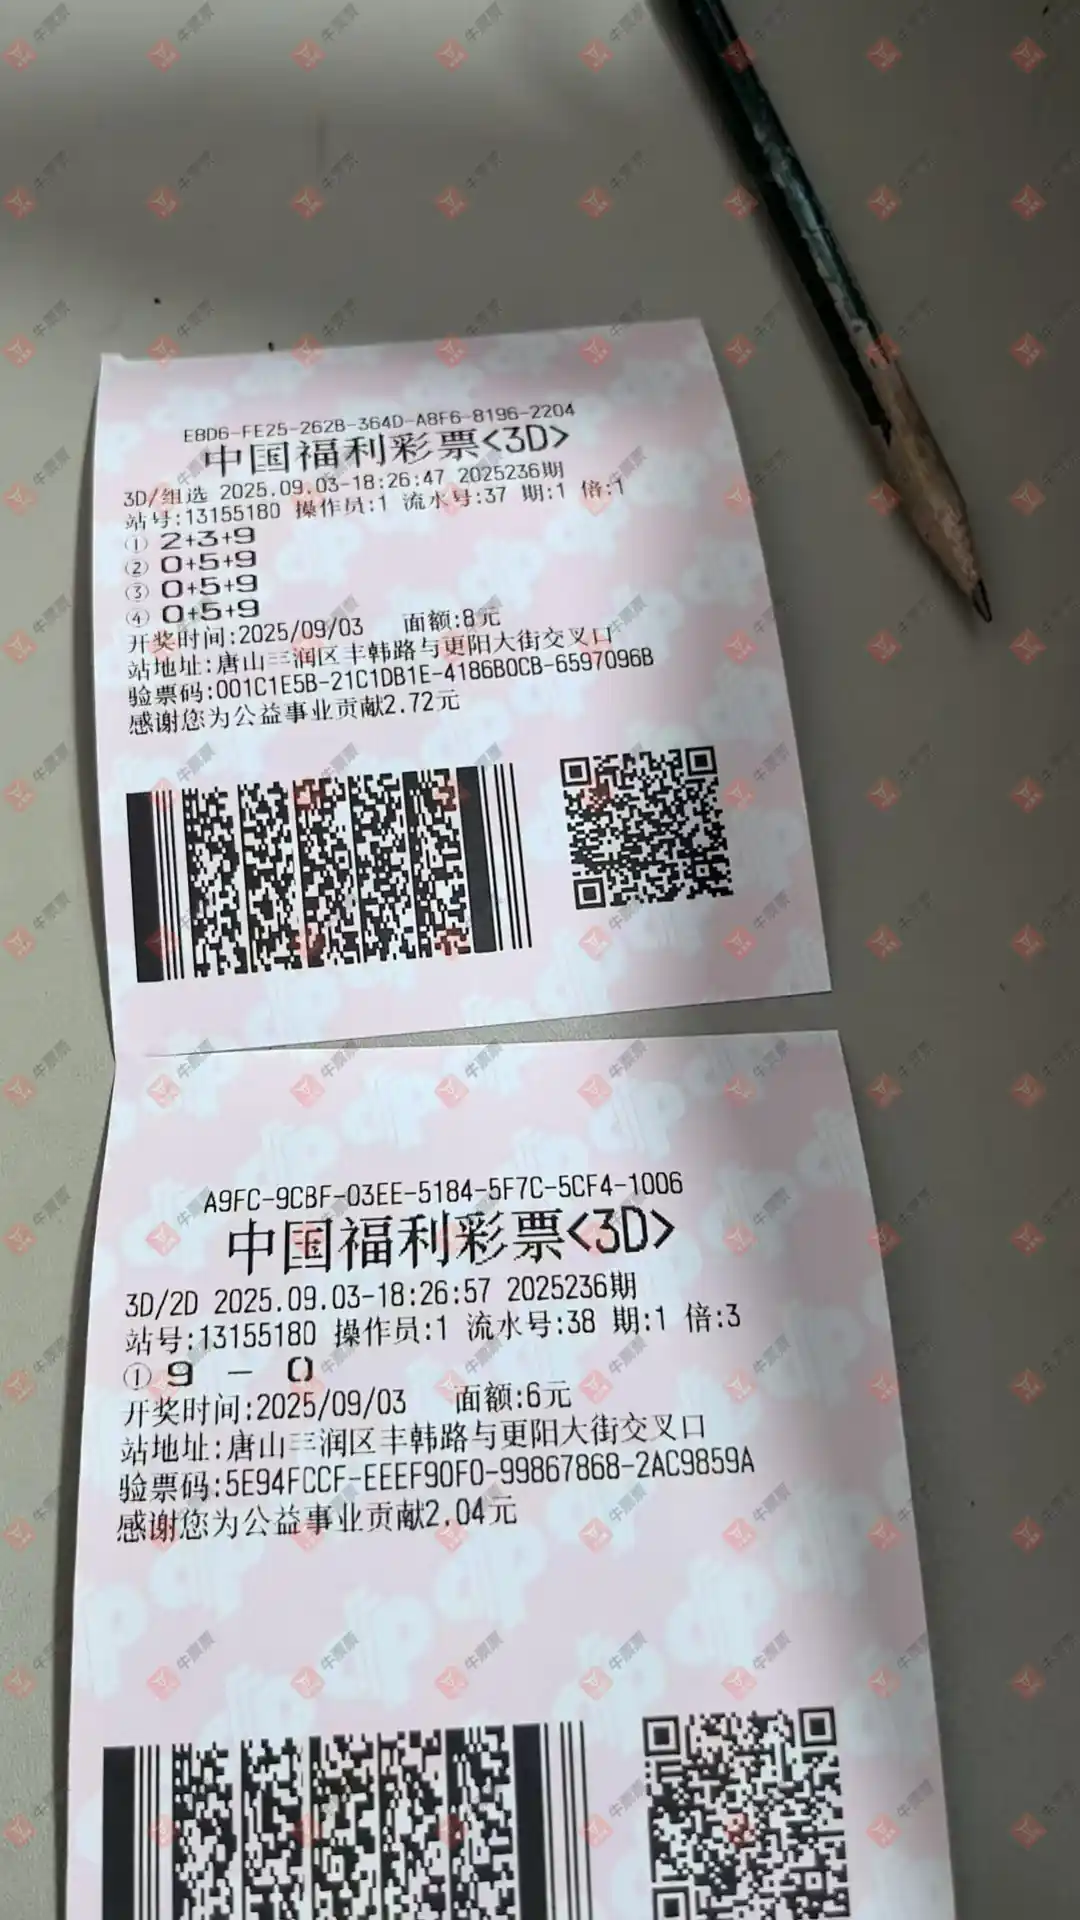 E8D6-FE25-262B-364D-A8F6-8196-2204
中国福利彩票<3D>
3D/组选 2025.09.03-18:26:47 2025236期
站号:13155180 操作员:1 流水号:37 期:1 倍:1
① 2+3+9
② 0+5+9
③ 0+5+9
④ 0+5+9
开奖时间:2025/09/03 面额:8元
站地址:唐山三润区丰韩路与更阳大街交叉口
验票码:001C1E5B-21C1DB1E-4186B0CB-6597096B
感谢您为公益事业贡献2.72元
A9FC-9CBF-03EE-5184-5F7C-5CF4-1006
中国福利彩票<3D>
3D/2D 2025.09.03-18:26:57 2025236期
站号:13155180 操作员:1 流水号:38 期:1 倍:3
① 9 – 0
开奖时间:2025/09/03 面额:6元
站地址:唐山三润区丰韩路与更阳大街交叉口
验票码:5E94FCCF-EEEF90F0-99867868-2AC9859A
感谢您为公益事业贡献2.04元
牛票票